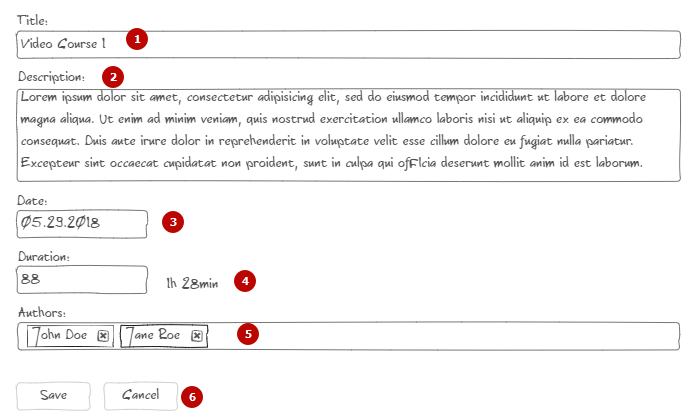 Title:
Video Course 1
1
Description:
2
Lorem ipsum dolor sit amet, consectetur adipisicing elit, sed do eiusmod tempor incididunt ut labore et dolore
magna aliqua. Ut enim ad minim veniam, quis nostrud exercitation ullamco laboris nisi ut aliquip ex ea commodo
consequat. Duis aute irure dolor in reprehenderit in voluptate velit esse cillum dolore eu fugiat nulla pariatur.
Excepteur sint occaecat cupidatat non proident, sunt in culpa qui officia deserunt mollit anim id est laborum.
Date:
05.29.2018
3
Duration:
88
1h 28min
4
Authors:
John Doe
Jane Roe
5
Save
Cancel
6